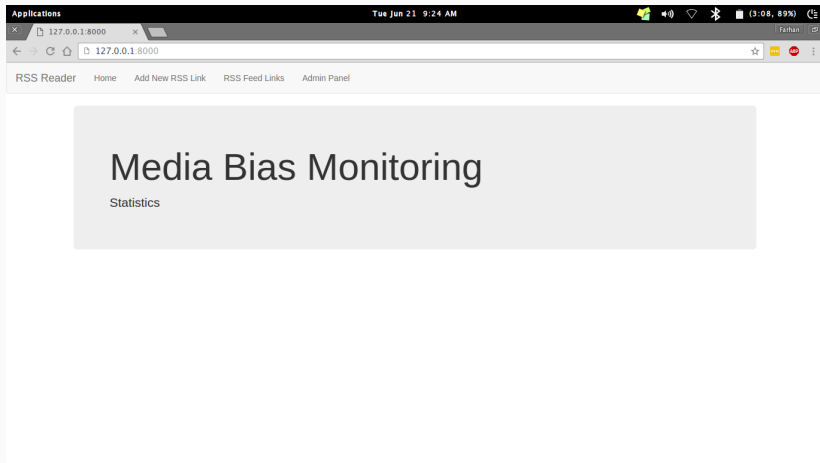 Applications Tue Jun 21 9:24 AM (3:08, 89%)
127.0.0.1:8000 Farhan
127.0.0.1:8000 ABP
RSS Reader Home Add New RSS Link RSS Feed Links Admin Panel
Media Bias Monitoring
Statistics